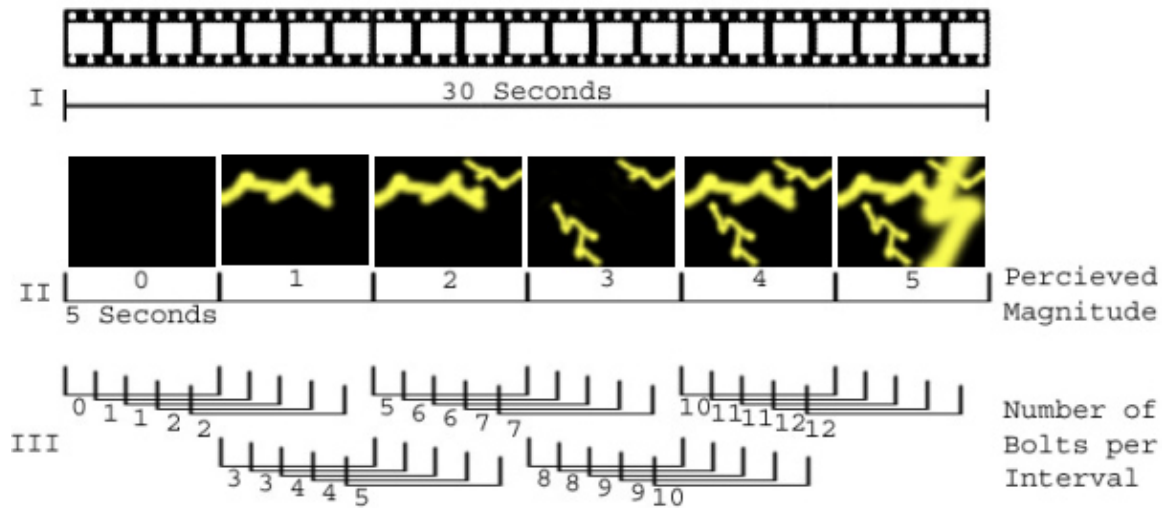 I
30 Seconds
II
0 1 2 3 4 5
Percieved
Magnitude
5 Seconds
III
0 1 1 2 2
5 6 6 7 7
10 11 11 12 12
3 3 4 4 5
8 8 9 9 10
Number of
Bolts per
Interval